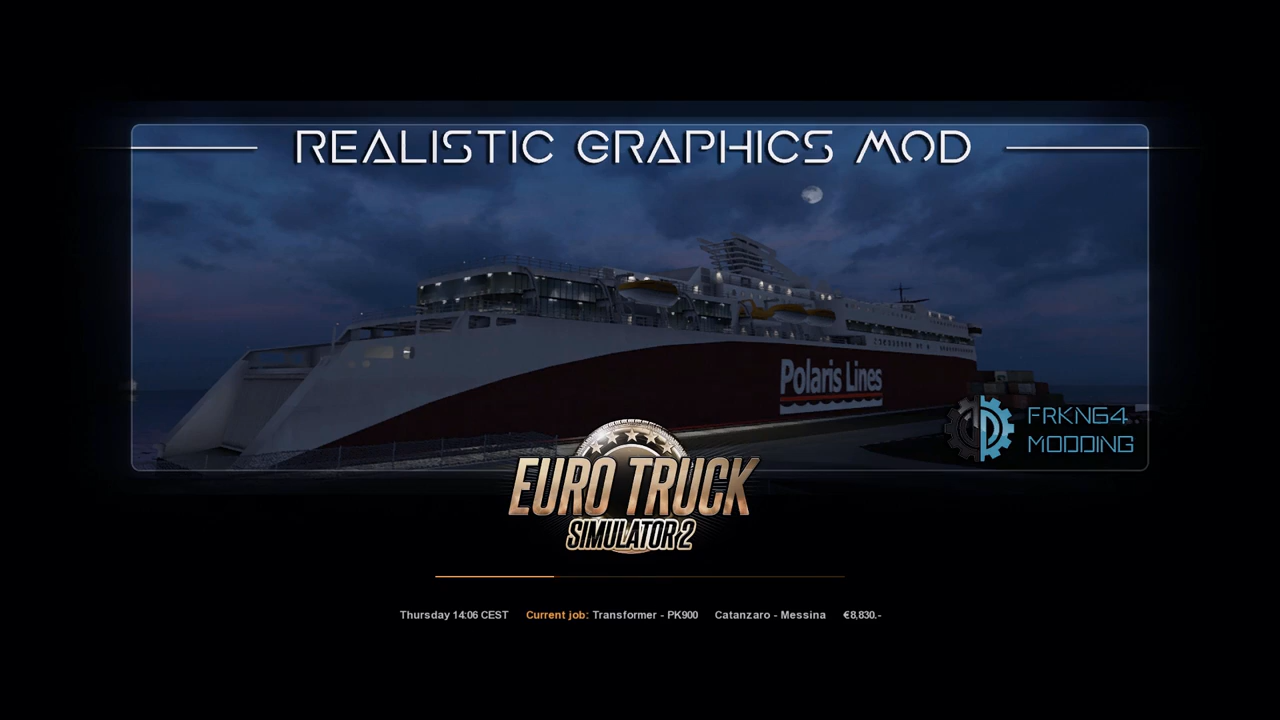 REALISTIC GRAPHICS MOD
Polaris Lines
FRKN64
MODDING
EURO TRUCK
SIMULATOR 2
Thursday 14:06 CEST Current job: Transformer - PK900 Catanzaro - Messina €8,830.-